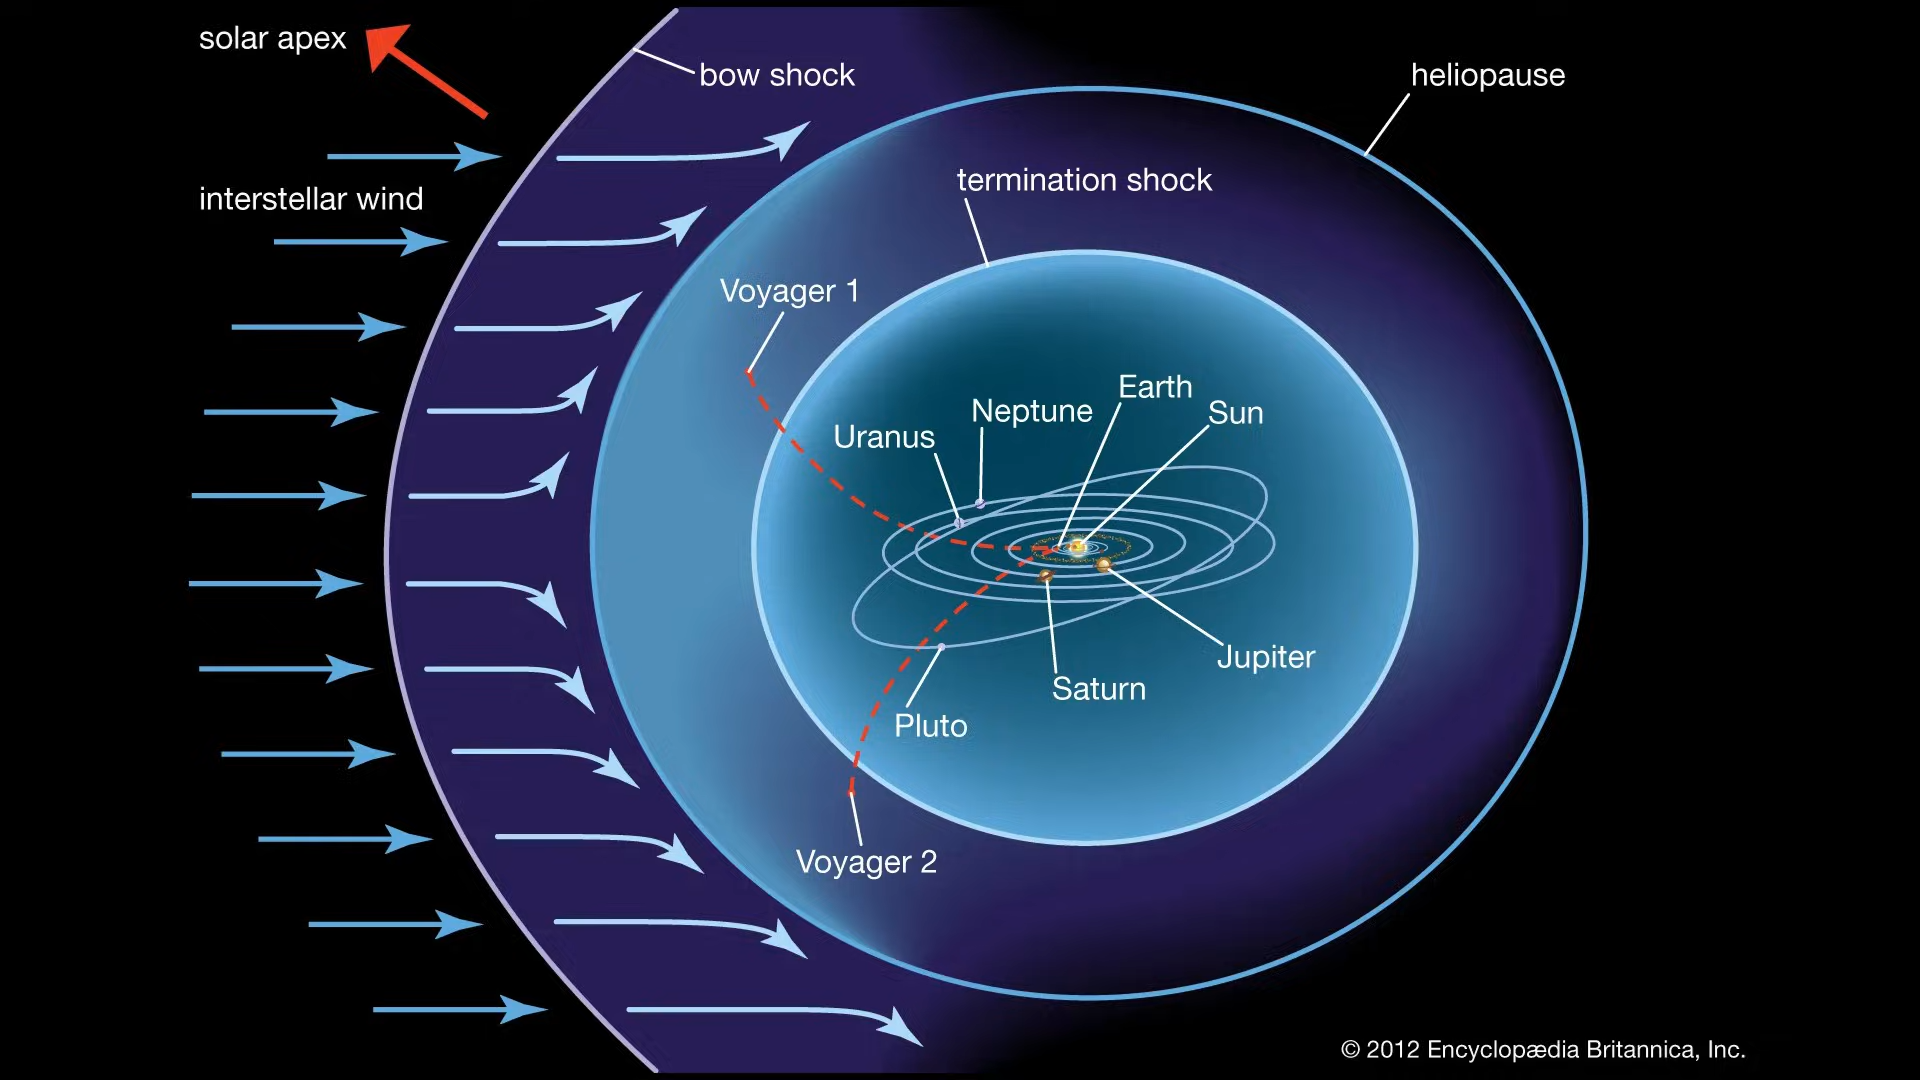 solar apex
bow shock
heliopause
termination shock
interstellar wind
Voyager 1
Earth
Neptune
Sun
Uranus
Jupiter
Saturn
Pluto
Voyager 2
© 2012 Encyclopædia Britannica, Inc.